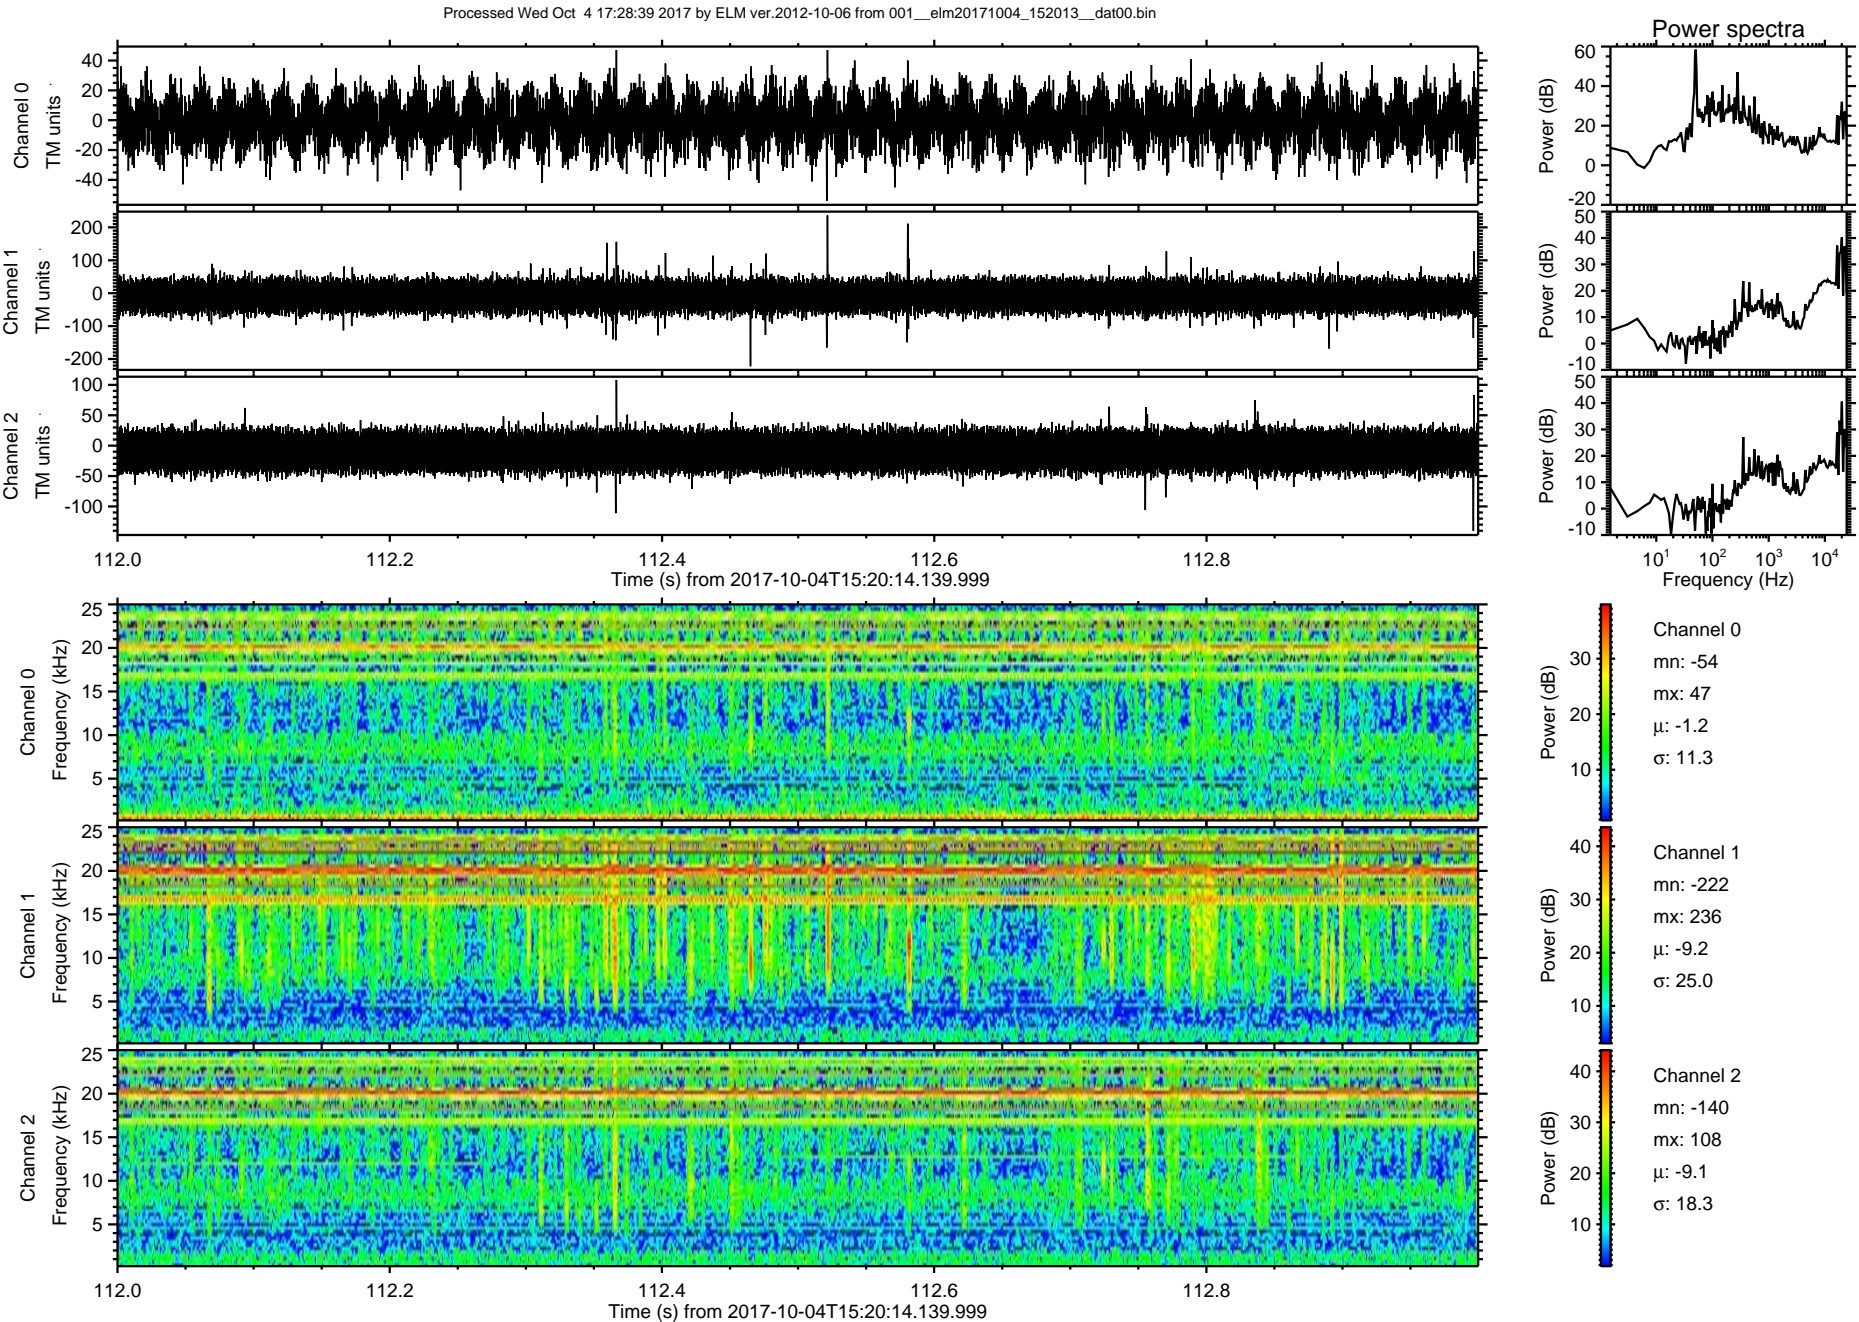 Processed Wed Oct  4 17:28:39 2017 by ELM ver.2012-10-06 from 001__elm20171004_152013__dat00.bin
Power spectra
Channel 0
TM units
40
20
0
-20
-40
Power (dB)
60
40
20
0
-20
Channel 1
TM units
200
100
0
-100
-200
Power (dB)
50
40
30
20
10
0
-10
Channel 2
TM units
100
50
0
-50
-100
Power (dB)
50
40
30
20
10
0
-10
112.0 112.2 112.4 112.6 112.8
Time (s) from 2017-10-04T15:20:14.139.999
10^1 10^2 10^3 10^4
Frequency (Hz)
Channel 0
Frequency (kHz)
25
20
15
10
5
Power (dB)
30
20
10
Channel 0
mn: -54
mx: 47
μ: -1.2
σ: 11.3
Channel 1
Frequency (kHz)
25
20
15
10
5
Power (dB)
40
30
20
10
Channel 1
mn: -222
mx: 236
μ: -9.2
σ: 25.0
Channel 2
Frequency (kHz)
25
20
15
10
5
Power (dB)
40
30
20
10
Channel 2
mn: -140
mx: 108
μ: -9.1
σ: 18.3
112.0 112.2 112.4 112.6 112.8
Time (s) from 2017-10-04T15:20:14.139.999